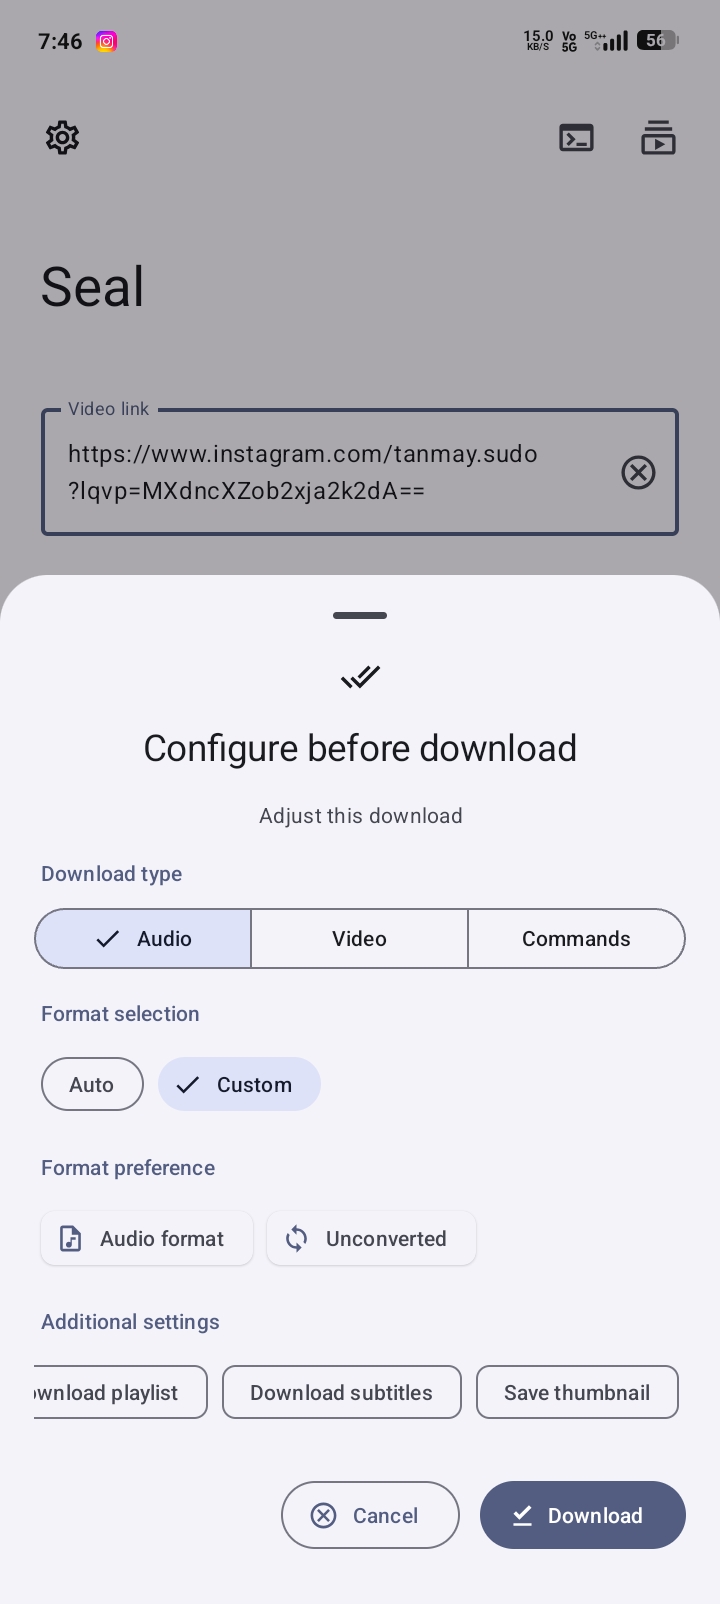 7:46
15.0 KB/S Vo 5G 5G++ 56
Seal
Video link
https://www.instagram.com/tanmay.sudo
?lqvp=MXdncXZob2xja2k2dA==
Configure before download
Adjust this download
Download type
Audio Video Commands
Format selection
Auto Custom
Format preference
Audio format Unconverted
Additional settings
ownload playlist Download subtitles Save thumbnail
Cancel Download